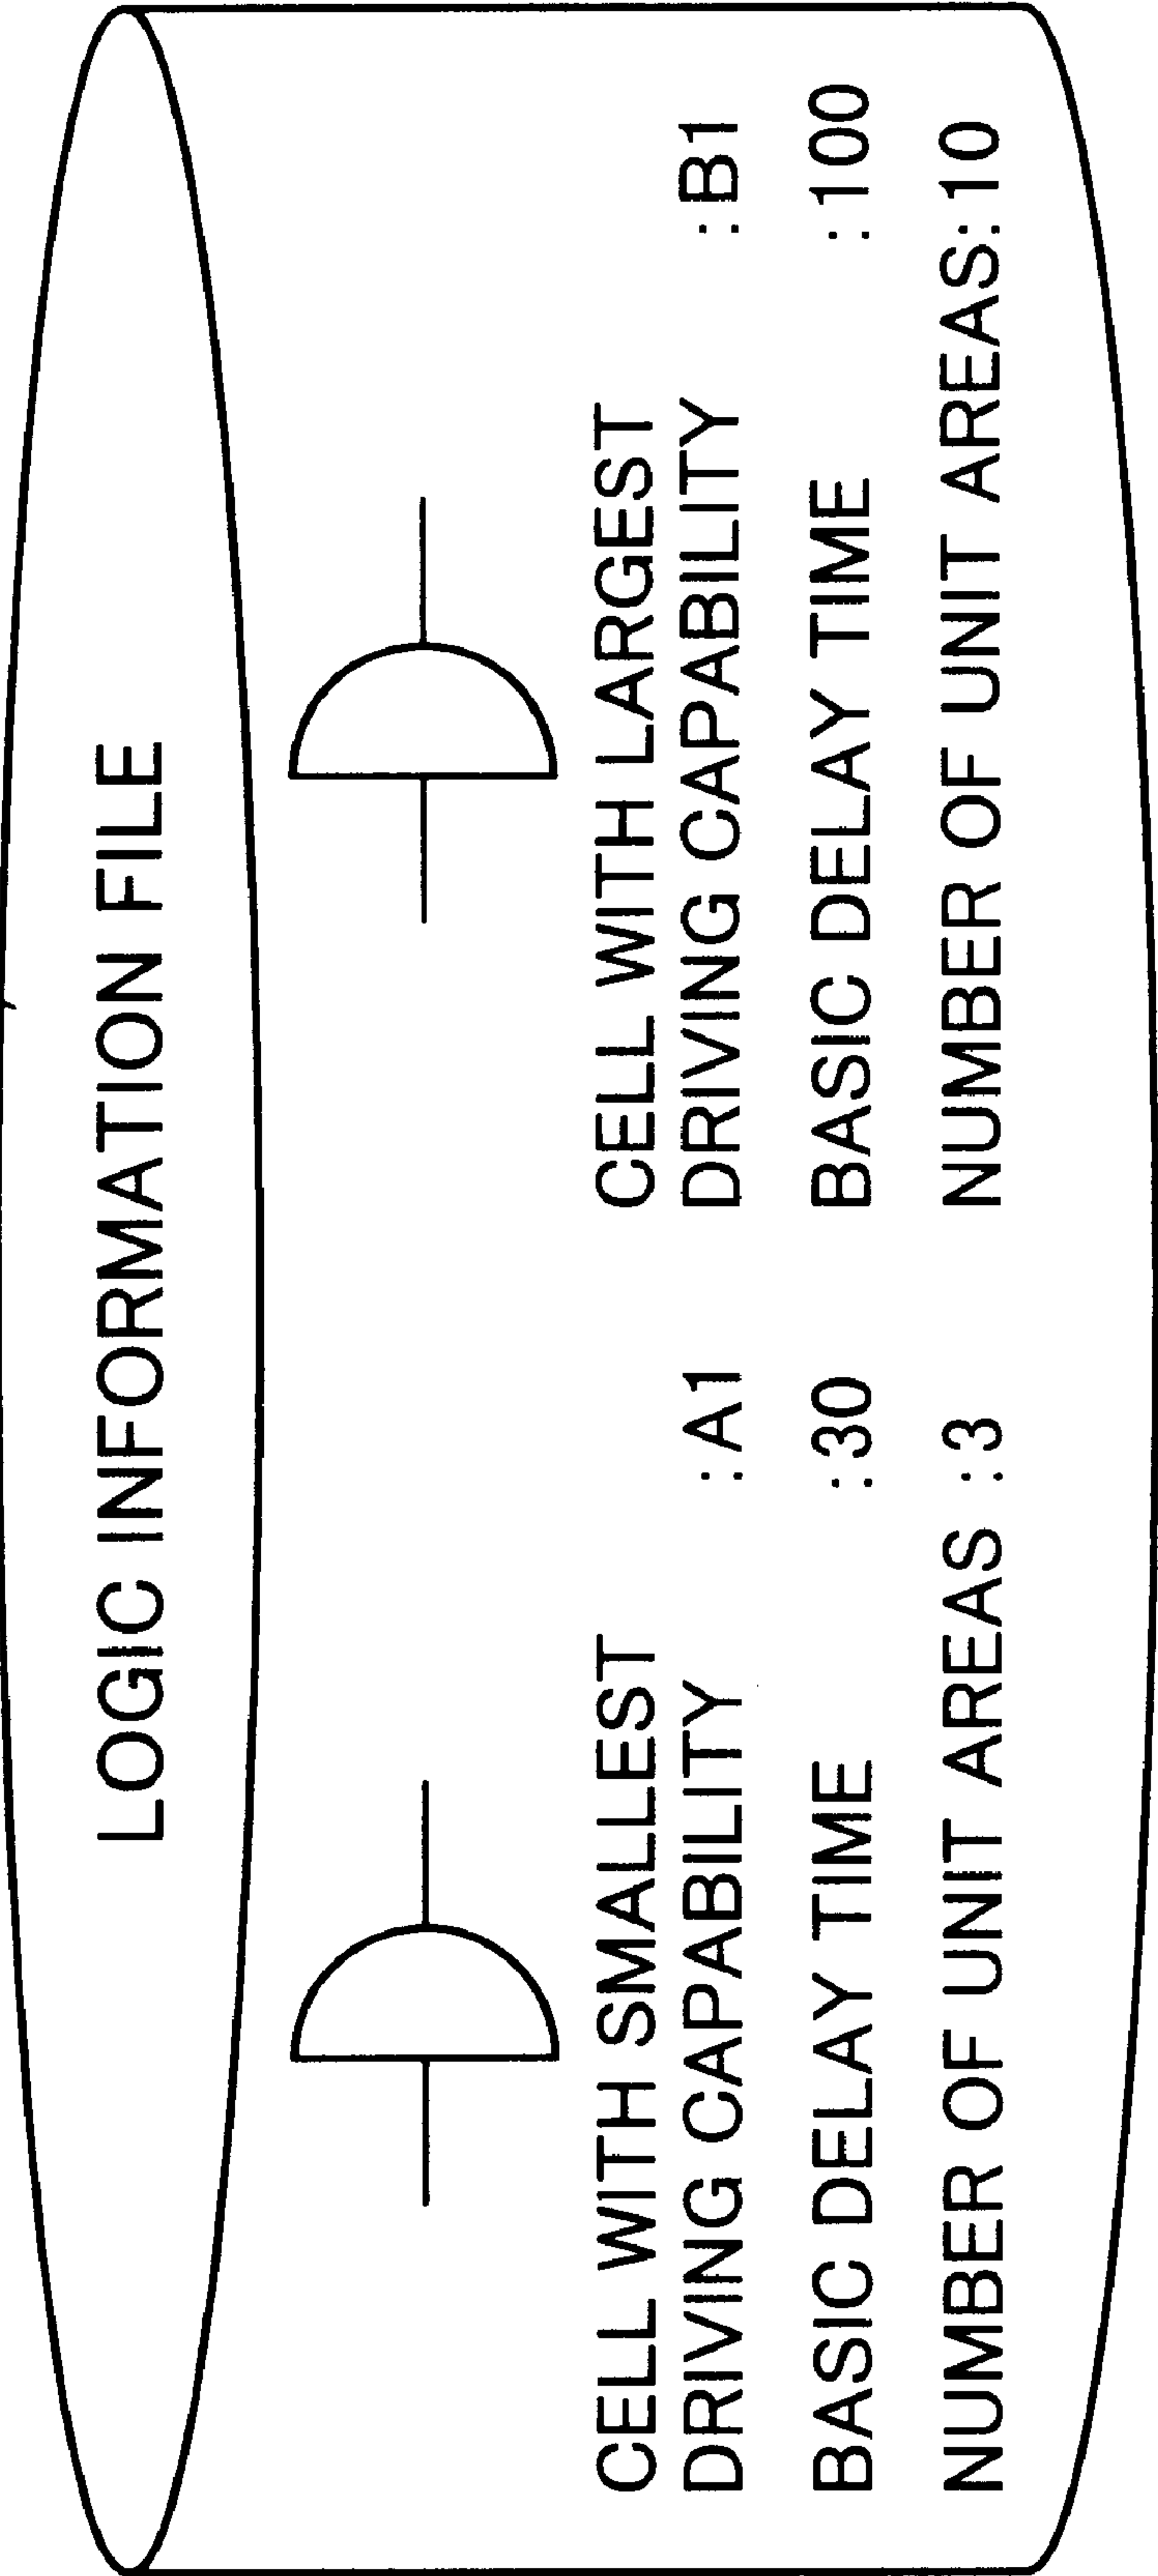 LOGIC INFORMATION FILE
CELL WITH SMALLEST
DRIVING CAPABILITY :A1
BASIC DELAY TIME :30
NUMBER OF UNIT AREAS :3
CELL WITH LARGEST
DRIVING CAPABILITY :B1
BASIC DELAY TIME :100
NUMBER OF UNIT AREAS:10